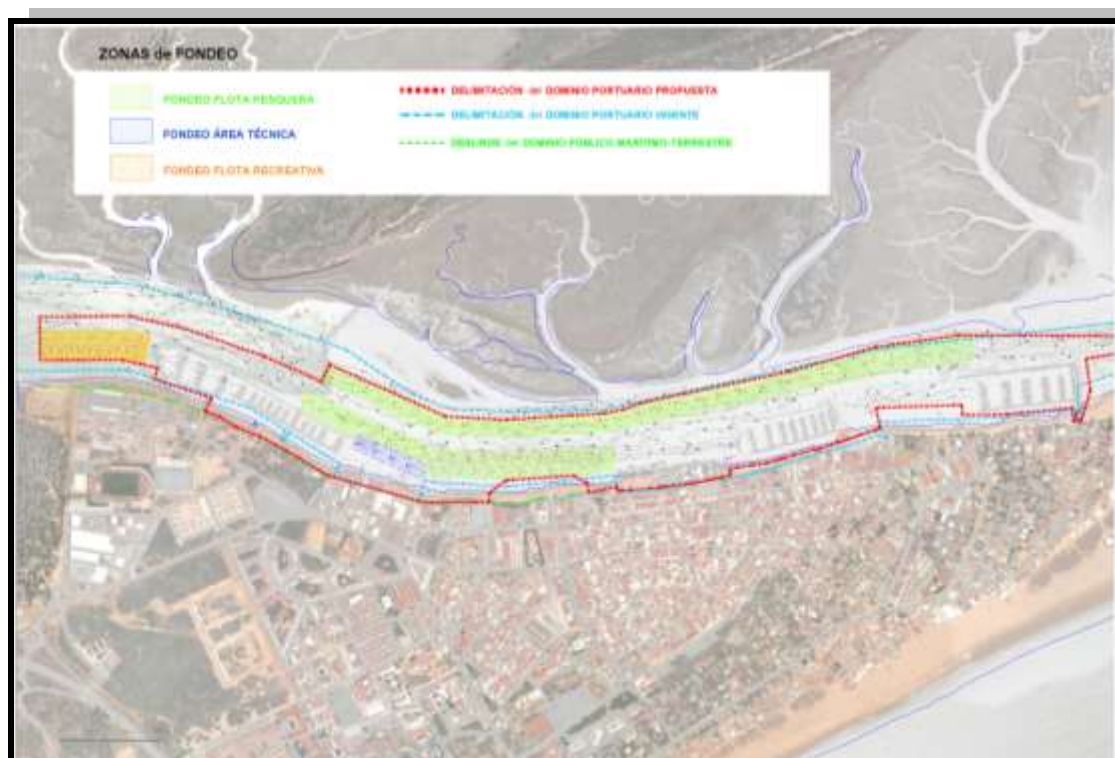 ZONAS de FONDEO
FONDEO FLOTA PESQUERA
FONDEO ÁREA TÉCNICA
FONDEO FLOTA RECREATIVA
DELIMITACIÓN del DOMINIO PORTUARIO PROPUESTA
DELIMITACIÓN del DOMINIO PORTUARIO VIGENTE
DESLINDE del DOMINIO PÚBLICO MARÍTIMO-TERRESTRE